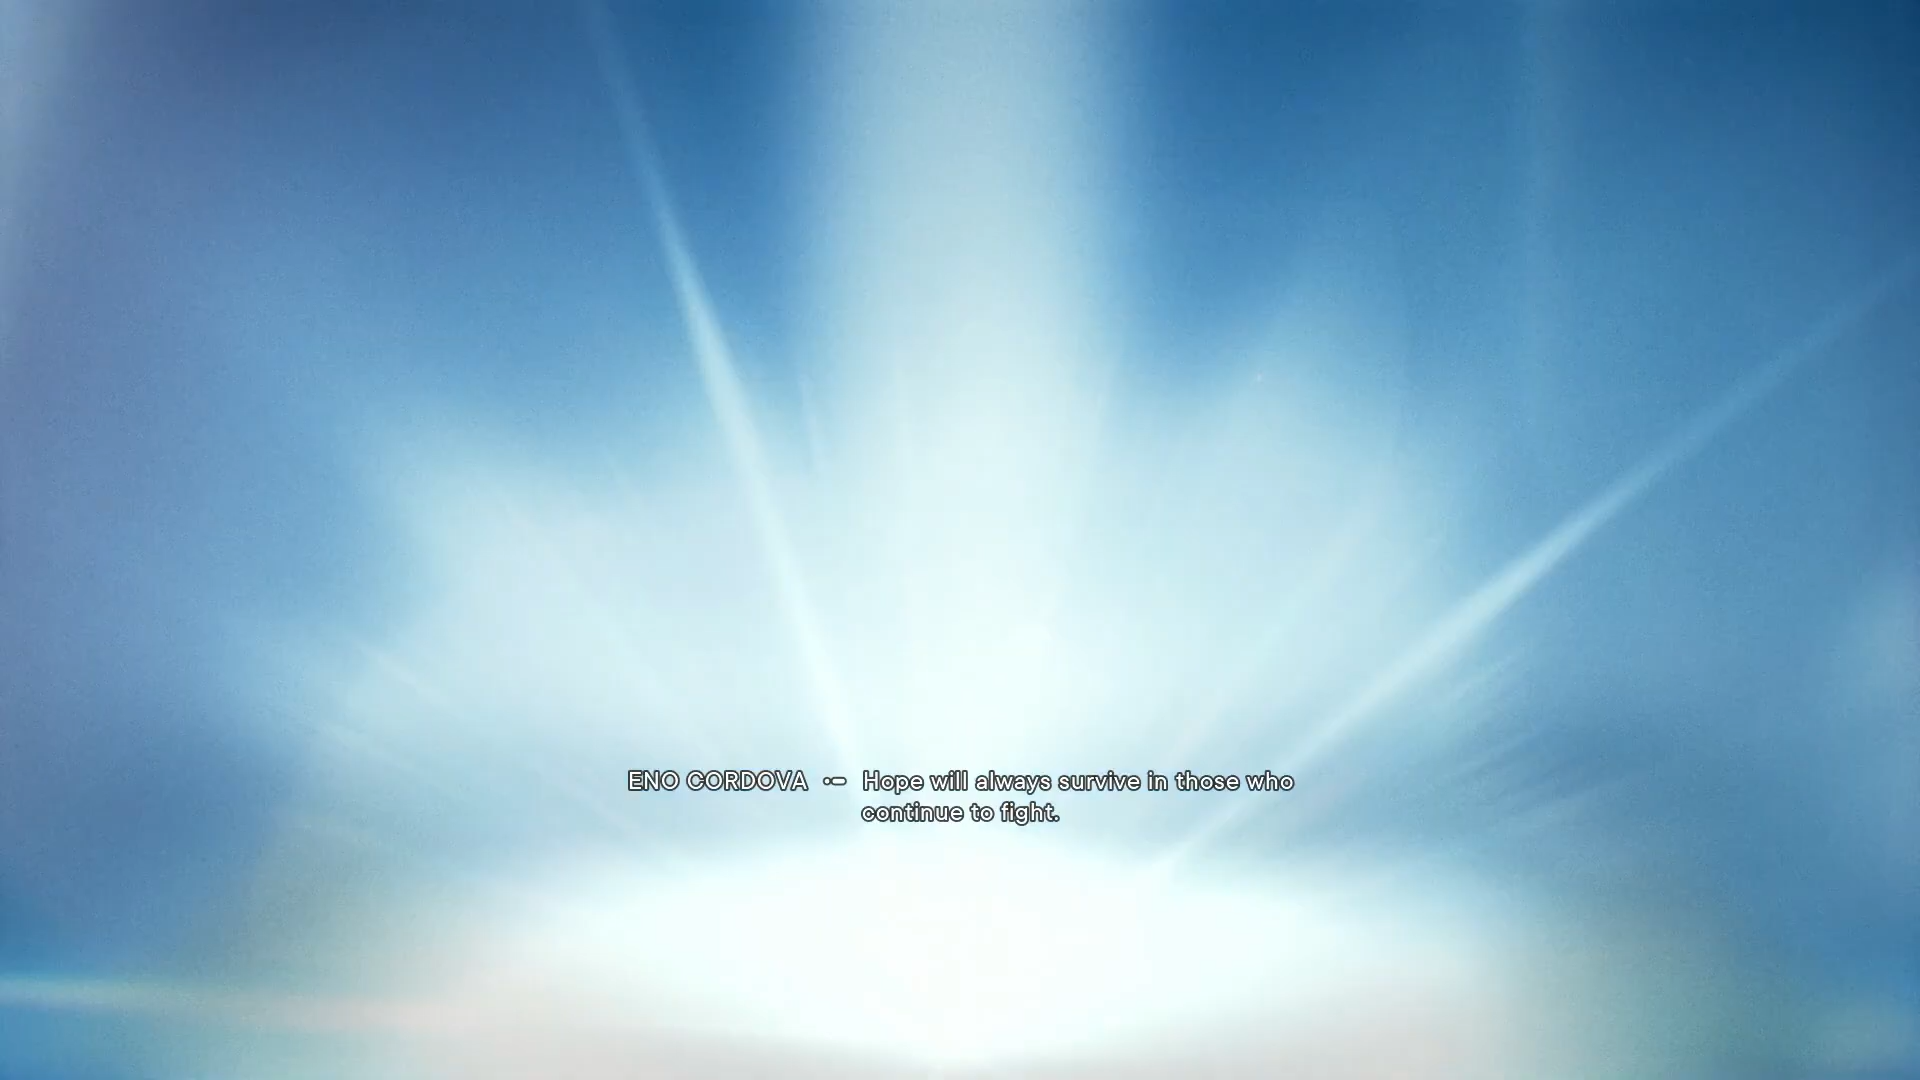 ENO CORDOVA •– Hope will always survive in those who
continue to fight.